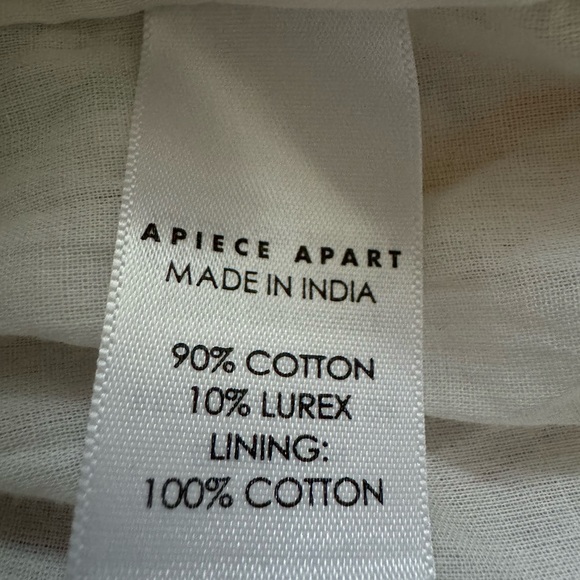 APIECE APART
MADE IN INDIA
90% COTTON
10% LUREX
LINING:
100% COTTON